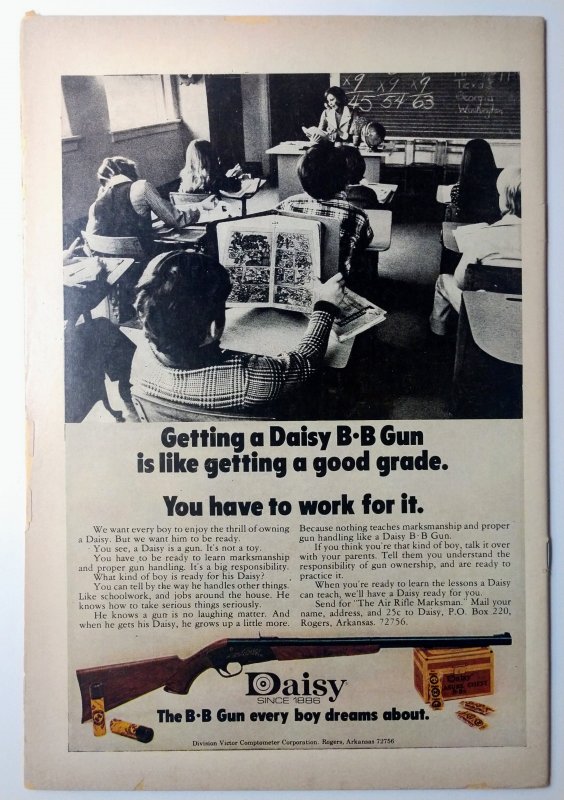 x9 x9 x9
45 54 63
Texas
Georgia
Washington
Getting a Daisy B·B Gun
is like getting a good grade.
You have to work for it.
We want every boy to enjoy the thrill of owning
a Daisy. But we want him to be ready.
You see, a Daisy is a gun. It's not a toy.
You have to be ready to learn marksmanship
and proper gun handling. It's a big responsibility.
What kind of boy is ready for his Daisy?
You can tell by the way he handles other things.
Like schoolwork, and jobs around the house. He
knows how to take serious things seriously.
He knows a gun is no laughing matter. And
when he gets his Daisy, he grows up a little more.
Because nothing teaches marksmanship and proper
gun handling like a Daisy B·B Gun.
If you think you're that kind of boy, talk it over
with your parents. Tell them you understand the
responsibility of gun ownership, and are ready to
practice it.
When you're ready to learn the lessons a Daisy
can teach, we'll have a Daisy ready for you.
Send for "The Air Rifle Marksman." Mail your
name, address, and 25c to Daisy, P.O. Box 220,
Rogers, Arkansas. 72756.
Daisy
SINCE 1886
The B·B Gun every boy dreams about.
Division Victor Comptometer Corporation. Rogers, Arkansas 72756